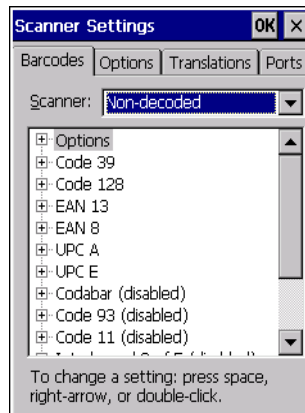 Scanner Settings OK ×
Barcodes Options Translations Ports
Scanner: Non-decoded
Options
Code 39
Code 128
EAN 13
EAN 8
UPC A
UPC E
Codabar (disabled)
Code 93 (disabled)
Code 11 (disabled)
To change a setting: press space,
right-arrow, or double-click.